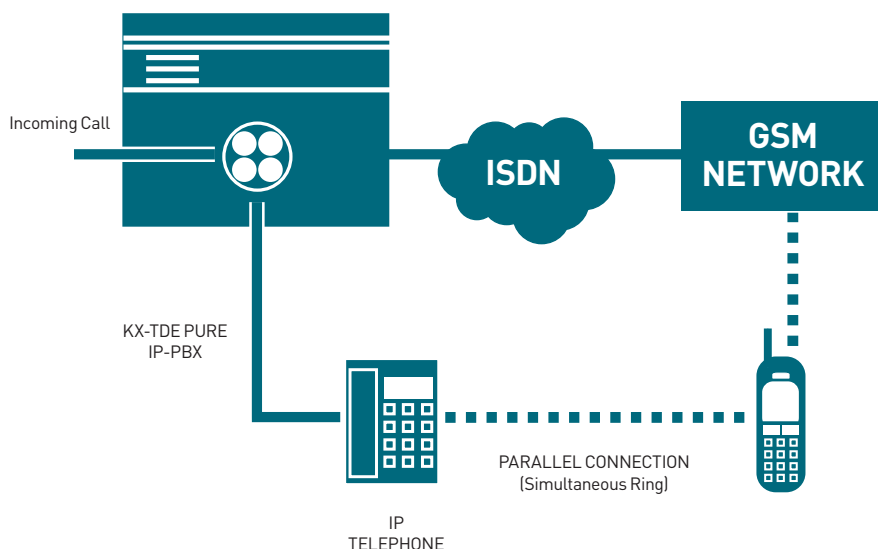 Incoming Call
ISDN
GSM
NETWORK
KX-TDE PURE
IP-PBX
PARALLEL CONNECTION
(Simultaneous Ring)
IP
TELEPHONE